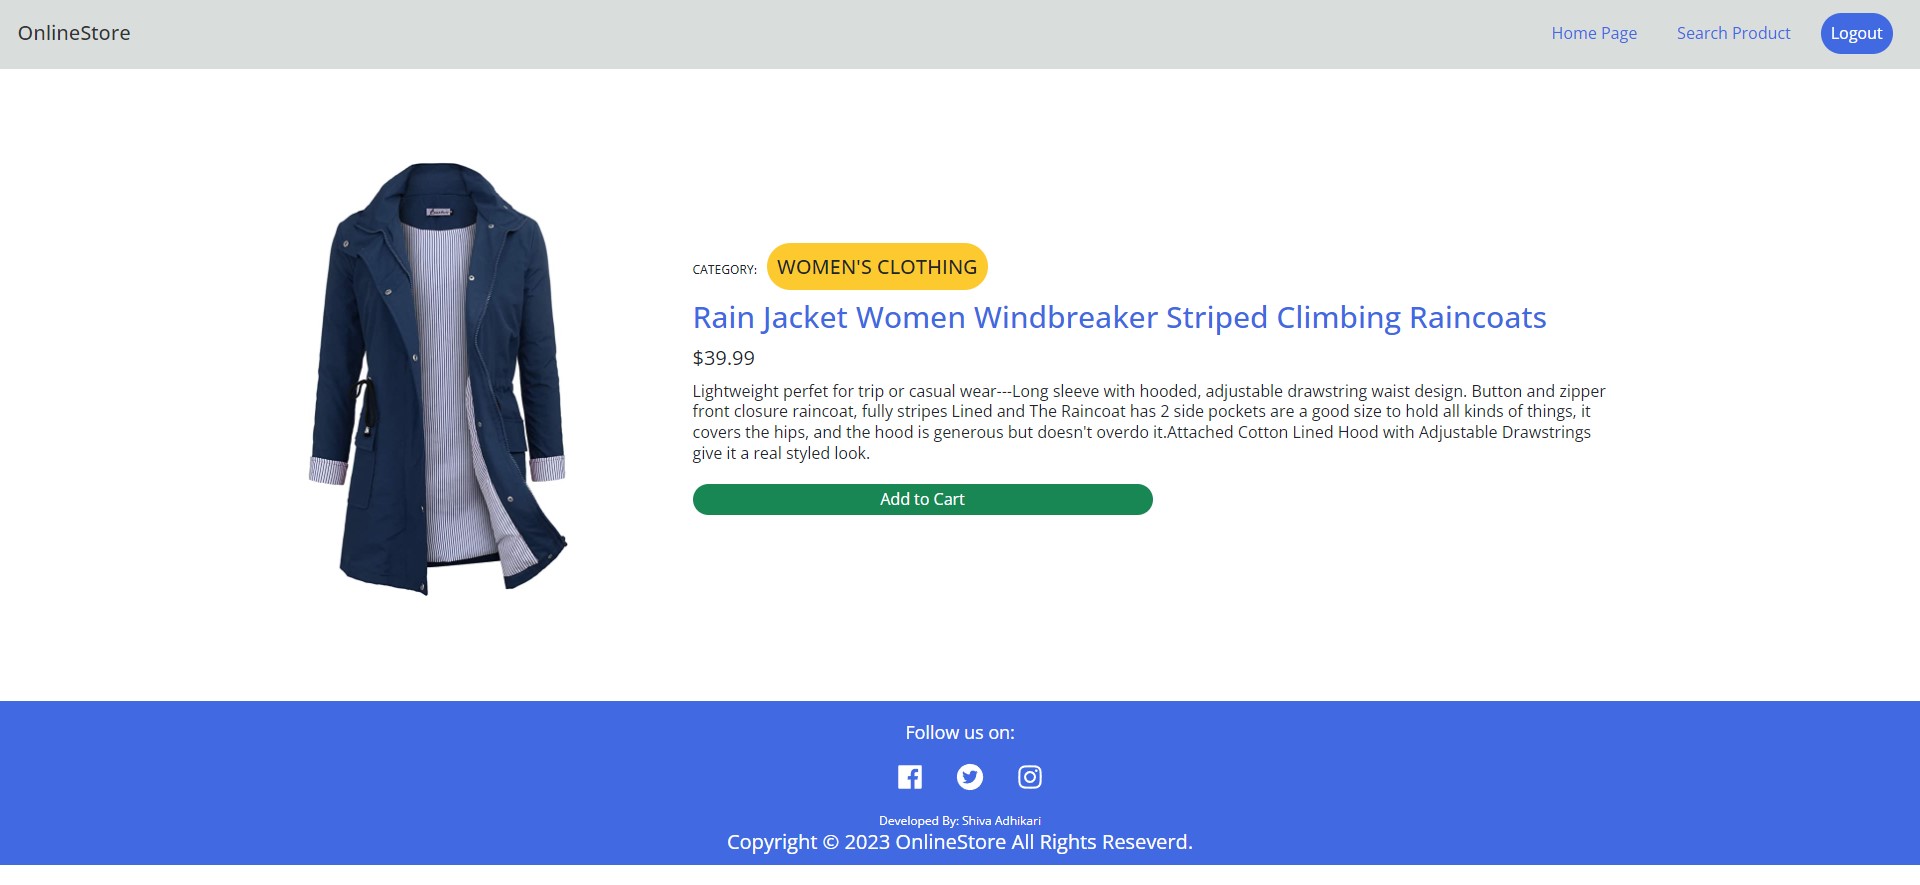 OnlineStore
Home Page
Search Product
Logout
CATEGORY:
WOMEN'S CLOTHING
Rain Jacket Women Windbreaker Striped Climbing Raincoats
$39.99
Lightweight perfet for trip or casual wear---Long sleeve with hooded, adjustable drawstring waist design. Button and zipper
front closure raincoat, fully stripes Lined and The Raincoat has 2 side pockets are a good size to hold all kinds of things, it
covers the hips, and the hood is generous but doesn't overdo it.Attached Cotton Lined Hood with Adjustable Drawstrings
give it a real styled look.
Add to Cart
Follow us on:
Developed By: Shiva Adhikari
Copyright © 2023 OnlineStore All Rights Reseverd.